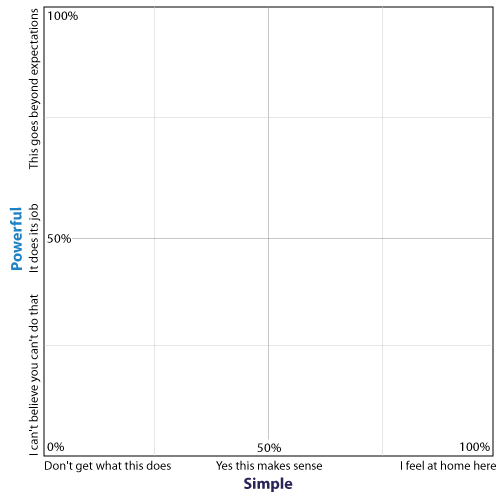 100%
This goes beyond expectations
Powerful
It does its job
50%
I can't believe you can't do that
0%
50%
100%
Don't get what this does
Yes this makes sense
I feel at home here
Simple